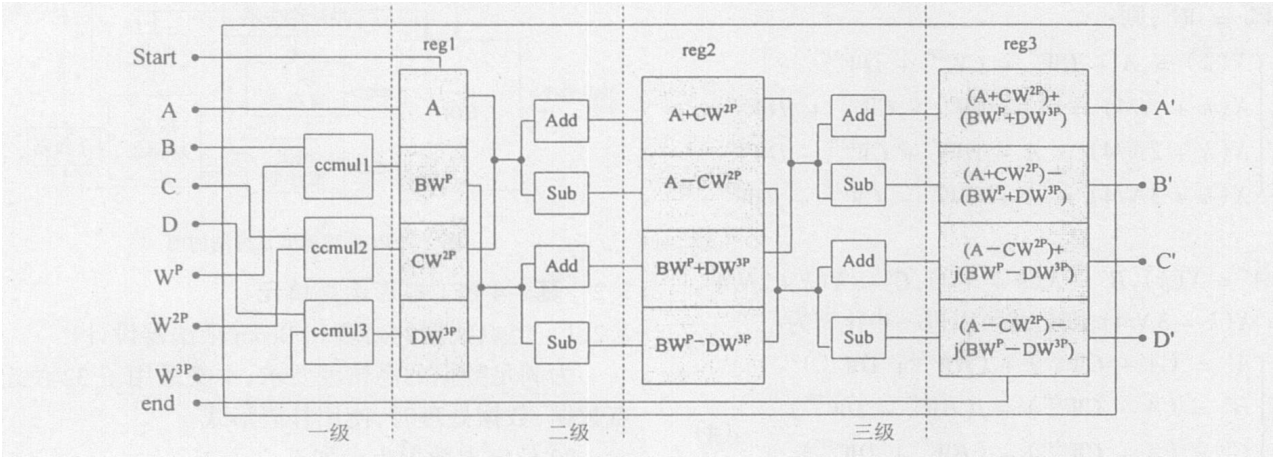 reg1
reg2
reg3
Start
A
B
C
D
W^P
W^{2P}
W^{3P}
end
ccmul1
ccmul2
ccmul3
A
BW^P
CW^{2P}
DW^{3P}
Add
Sub
Add
Sub
A+CW^{2P}
A−CW^{2P}
BW^P+DW^{3P}
BW^P−DW^{3P}
Add
Sub
Add
Sub
(A+CW^{2P})+
(BW^P+DW^{3P})
(A+CW^{2P})−
(BW^P+DW^{3P})
(A−CW^{2P})+
j(BW^P−DW^{3P})
(A−CW^{2P})−
j(BW^P−DW^{3P})
A'
B'
C'
D'
一级
二级
三级